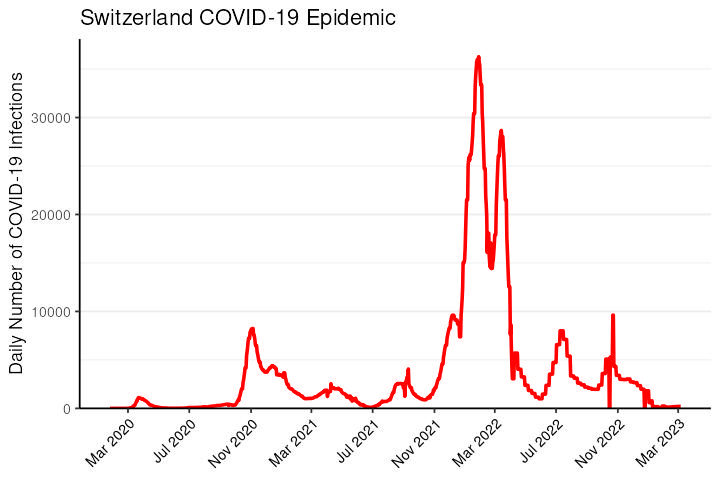 Switzerland COVID-19 Epidemic
Daily Number of COVID-19 Infections
30000
20000
10000
0
Mar 2020
Jul 2020
Nov 2020
Mar 2021
Jul 2021
Nov 2021
Mar 2022
Jul 2022
Nov 2022
Mar 2023